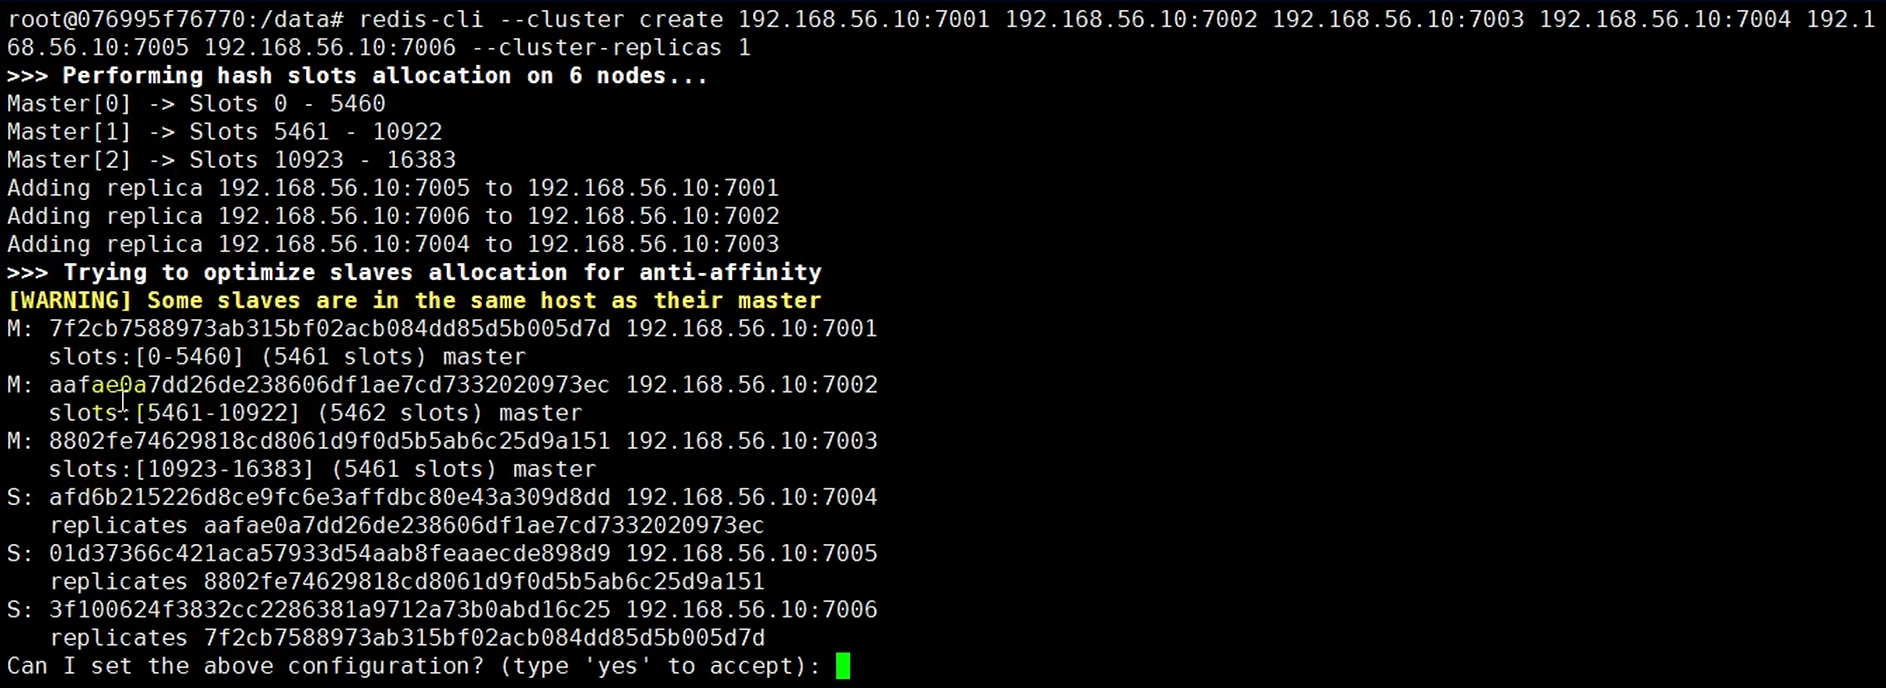 root@076995f76770:/data# redis-cli --cluster create 192.168.56.10:7001 192.168.56.10:7002 192.168.56.10:7003 192.168.56.10:7004 192.1
68.56.10:7005 192.168.56.10:7006 --cluster-replicas 1
>>> Performing hash slots allocation on 6 nodes...
Master[0] -> Slots 0 - 5460
Master[1] -> Slots 5461 - 10922
Master[2] -> Slots 10923 - 16383
Adding replica 192.168.56.10:7005 to 192.168.56.10:7001
Adding replica 192.168.56.10:7006 to 192.168.56.10:7002
Adding replica 192.168.56.10:7004 to 192.168.56.10:7003
>>> Trying to optimize slaves allocation for anti-affinity
[WARNING] Some slaves are in the same host as their master
M: 7f2cb7588973ab315bf02acb084dd85d5b005d7d 192.168.56.10:7001
   slots:[0-5460] (5461 slots) master
M: aafae0a7dd26de238606df1ae7cd7332020973ec 192.168.56.10:7002
   slots:[5461-10922] (5462 slots) master
M: 8802fe74629818cd8061d9f0d5b5ab6c25d9a151 192.168.56.10:7003
   slots:[10923-16383] (5461 slots) master
S: afd6b215226d8ce9fc6e3affdbc80e43a309d8dd 192.168.56.10:7004
   replicates aafae0a7dd26de238606df1ae7cd7332020973ec
S: 01d37366c421aca57933d54aab8feaaecde898d9 192.168.56.10:7005
   replicates 8802fe74629818cd8061d9f0d5b5ab6c25d9a151
S: 3f100624f3832cc2286381a9712a73b0abd16c25 192.168.56.10:7006
   replicates 7f2cb7588973ab315bf02acb084dd85d5b005d7d
Can I set the above configuration? (type 'yes' to accept):